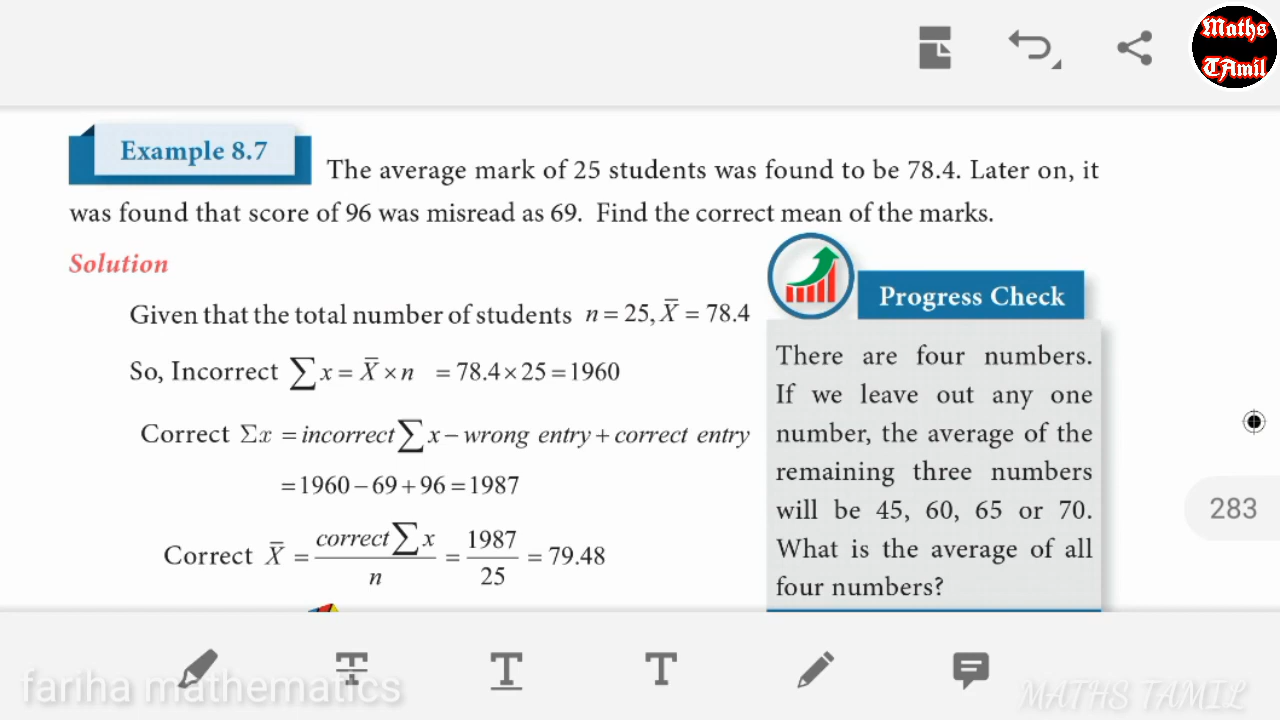 Maths
TAmil
Example 8.7
The average mark of 25 students was found to be 78.4. Later on, it
was found that score of 96 was misread as 69. Find the correct mean of the marks.
Solution
Given that the total number of students n = 25, X̄ = 78.4
So, Incorrect ∑ x = X̄ × n = 78.4 × 25 = 1960
Correct Σx = incorrect ∑ x − wrong entry + correct entry
= 1960 − 69 + 96 = 1987
Correct X̄ = correct ∑ x / n = 1987 / 25 = 79.48
Progress Check
There are four numbers.
If we leave out any one
number, the average of the
remaining three numbers
will be 45, 60, 65 or 70.
What is the average of all
four numbers?
283
T
T
T
fariha mathematics
MATHS TAMIL